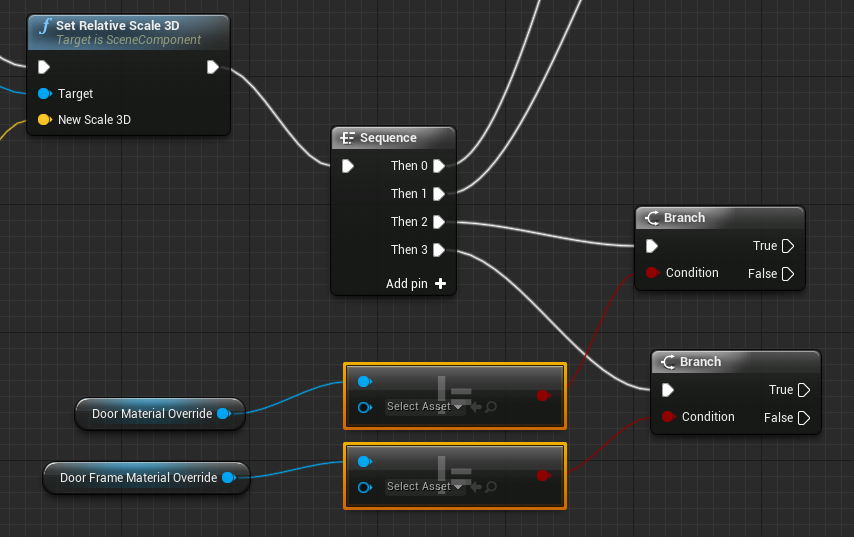 Set Relative Scale 3D
Target is SceneComponent
Target
New Scale 3D
Sequence
Then 0
Then 1
Then 2
Then 3
Add pin
Branch
True
Condition
False
Branch
True
Condition
False
Door Material Override
!=
Select Asset
Door Frame Material Override
!=
Select Asset